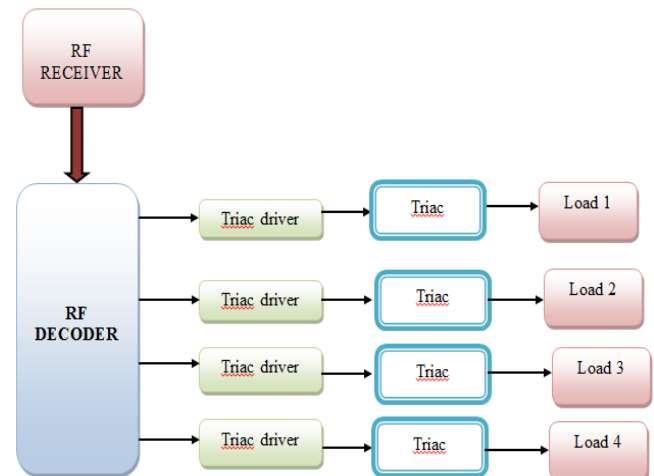 RF
RECEIVER
Triac driver
Triac
Load 1
RF
DECODER
Triac driver
Triac
Load 2
Triac driver
Triac
Load 3
Triac driver
Triac
Load 4